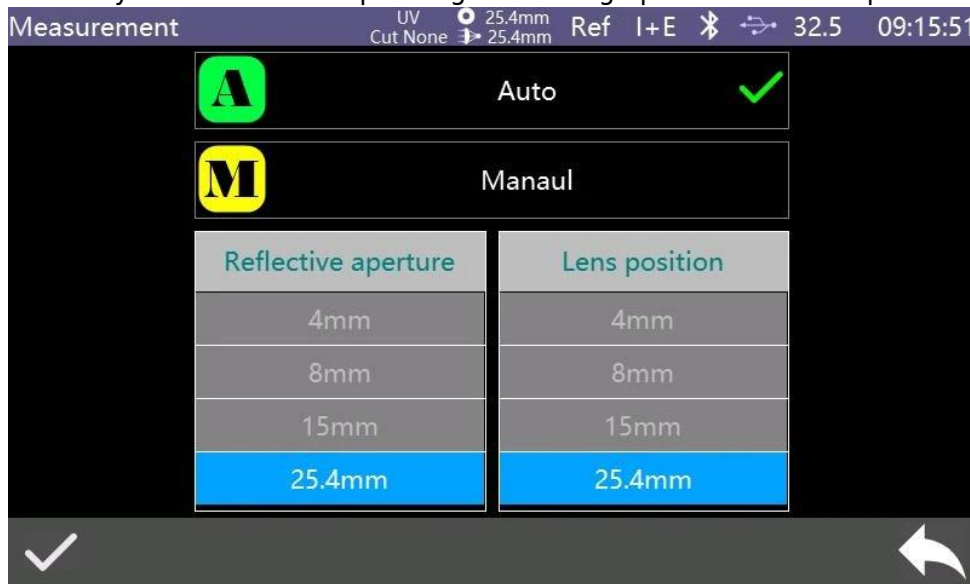 Measurement UV 25.4mm Ref I+E 32.5 09:15:51
Cut None 25.4mm
A Auto
M Manaul
Reflective aperture Lens position
4mm 4mm
8mm 8mm
15mm 15mm
25.4mm 25.4mm